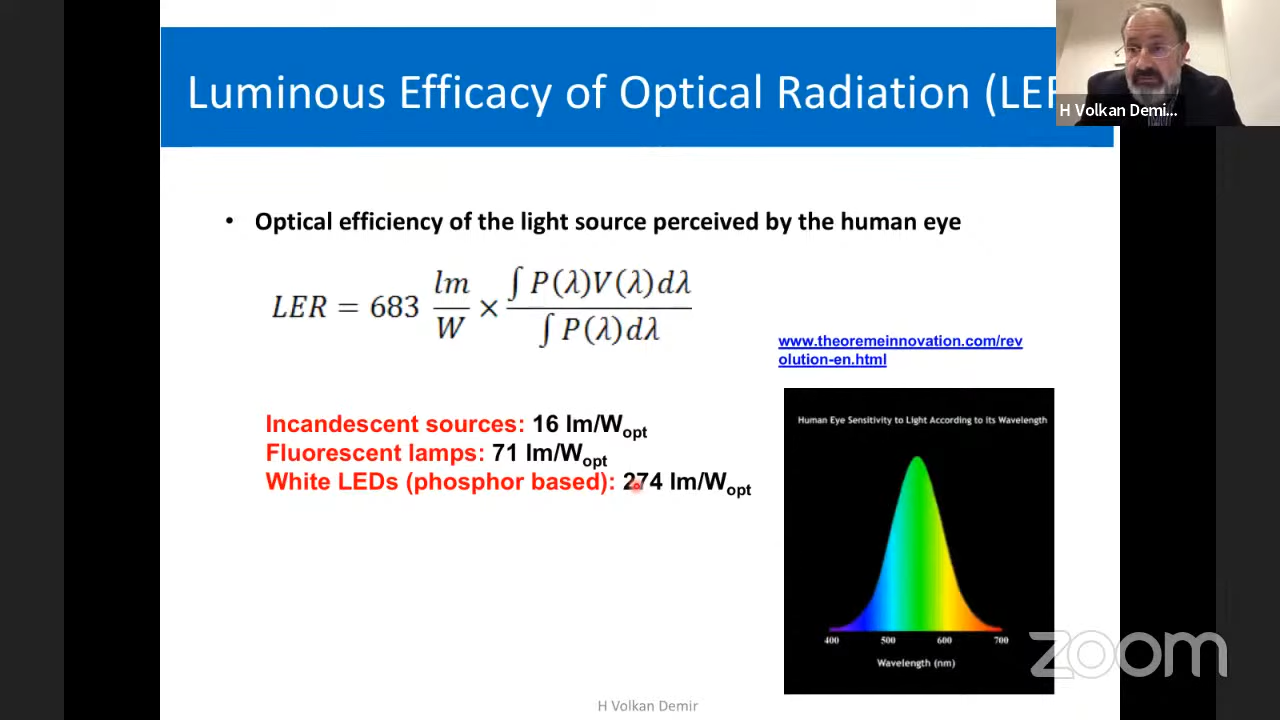 Luminous Efficacy of Optical Radiation (LE
H Volkan Demi...
• Optical efficiency of the light source perceived by the human eye
LER = 683 lm/W × ∫ P(λ)V(λ)dλ / ∫ P(λ)dλ
www.theoremeinnovation.com/rev
olution-en.html
Incandescent sources: 16 lm/Wopt
Fluorescent lamps: 71 lm/Wopt
White LEDs (phosphor based): 274 lm/Wopt
Human Eye Sensitivity to Light According to its Wavelength
400 500 600 700
Wavelength (nm)
zoom
H Volkan Demir